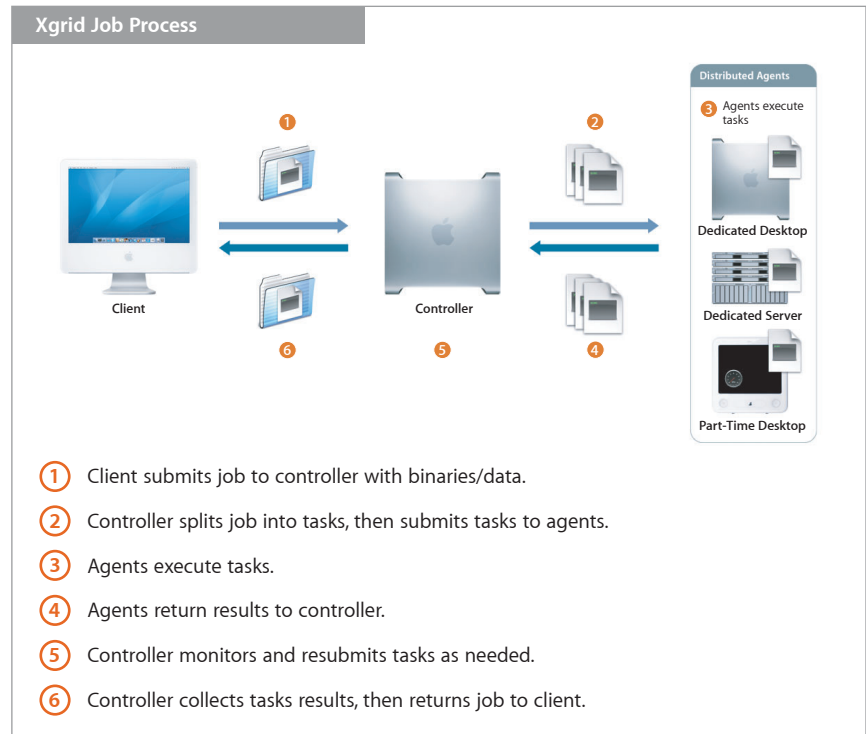 Xgrid Job Process
Distributed Agents
1
2
3 Agents execute
tasks
Dedicated Desktop
Client
Controller
Dedicated Server
6
5
4
Part-Time Desktop
1 Client submits job to controller with binaries/data.
2 Controller splits job into tasks, then submits tasks to agents.
3 Agents execute tasks.
4 Agents return results to controller.
5 Controller monitors and resubmits tasks as needed.
6 Controller collects tasks results, then returns job to client.